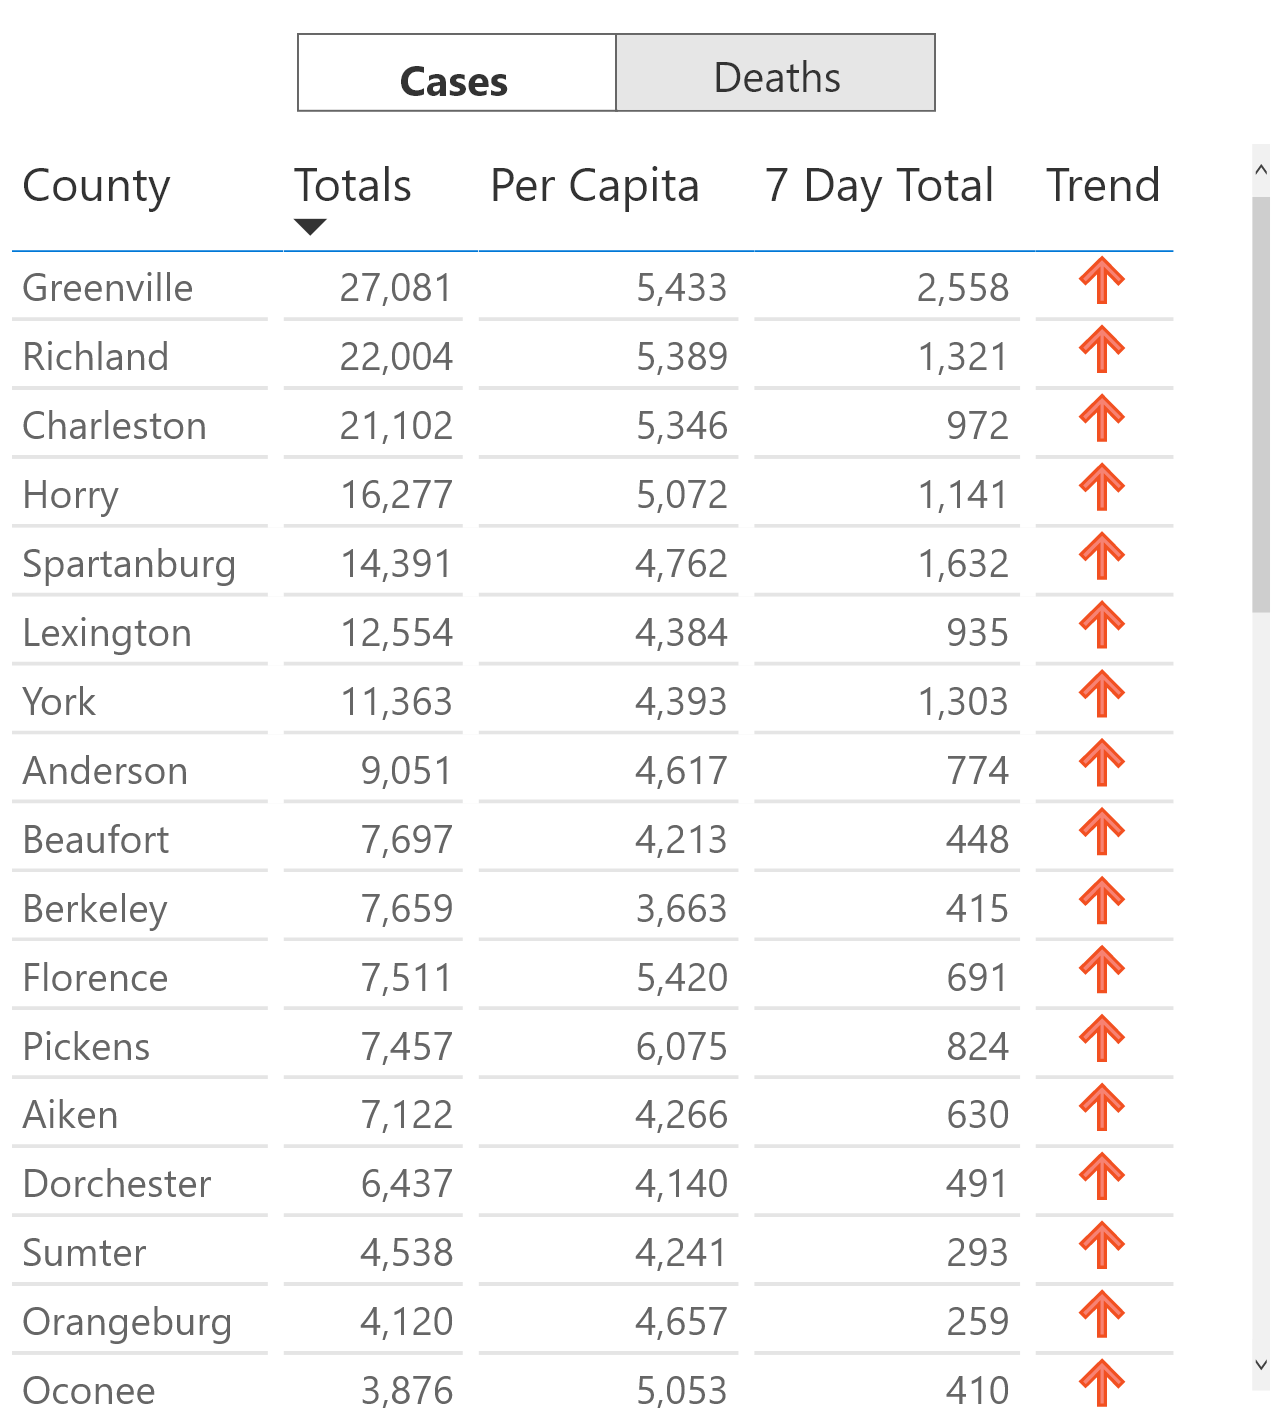 Cases Deaths
County Totals Per Capita 7 Day Total Trend
Greenville 27,081 5,433 2,558
Richland 22,004 5,389 1,321
Charleston 21,102 5,346 972
Horry 16,277 5,072 1,141
Spartanburg 14,391 4,762 1,632
Lexington 12,554 4,384 935
York 11,363 4,393 1,303
Anderson 9,051 4,617 774
Beaufort 7,697 4,213 448
Berkeley 7,659 3,663 415
Florence 7,511 5,420 691
Pickens 7,457 6,075 824
Aiken 7,122 4,266 630
Dorchester 6,437 4,140 491
Sumter 4,538 4,241 293
Orangeburg 4,120 4,657 259
Oconee 3,876 5,053 410